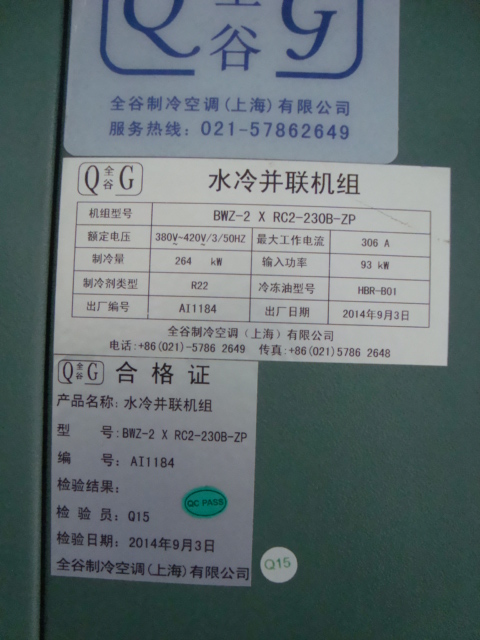 Q全谷G
全谷制冷空调(上海)有限公司
服务热线: 021-57862649
Q全谷G 水冷并联机组
机组型号 BWZ-2 X RC2-230B-ZP
额定电压 380V-420V/3/50HZ 最大工作电流 306 A
制冷量 264 kW 输入功率 93 kW
制冷剂类型 R22 冷冻油型号 HBR-B01
出厂编号 AI1184 出厂日期 2014年9月3日
全谷制冷空调(上海)有限公司
电话:+86(021)-5786 2649 传真:+86(021)5786 2648
Q全谷G 合格证
产品名称: 水冷并联机组
型 号:BWZ-2 X RC2-230B-ZP
编 号: AI1184
检验结果: QC PASS
检 验 员: Q15
检验日期: 2014年9月3日
全谷制冷空调(上海)有限公司 Q15